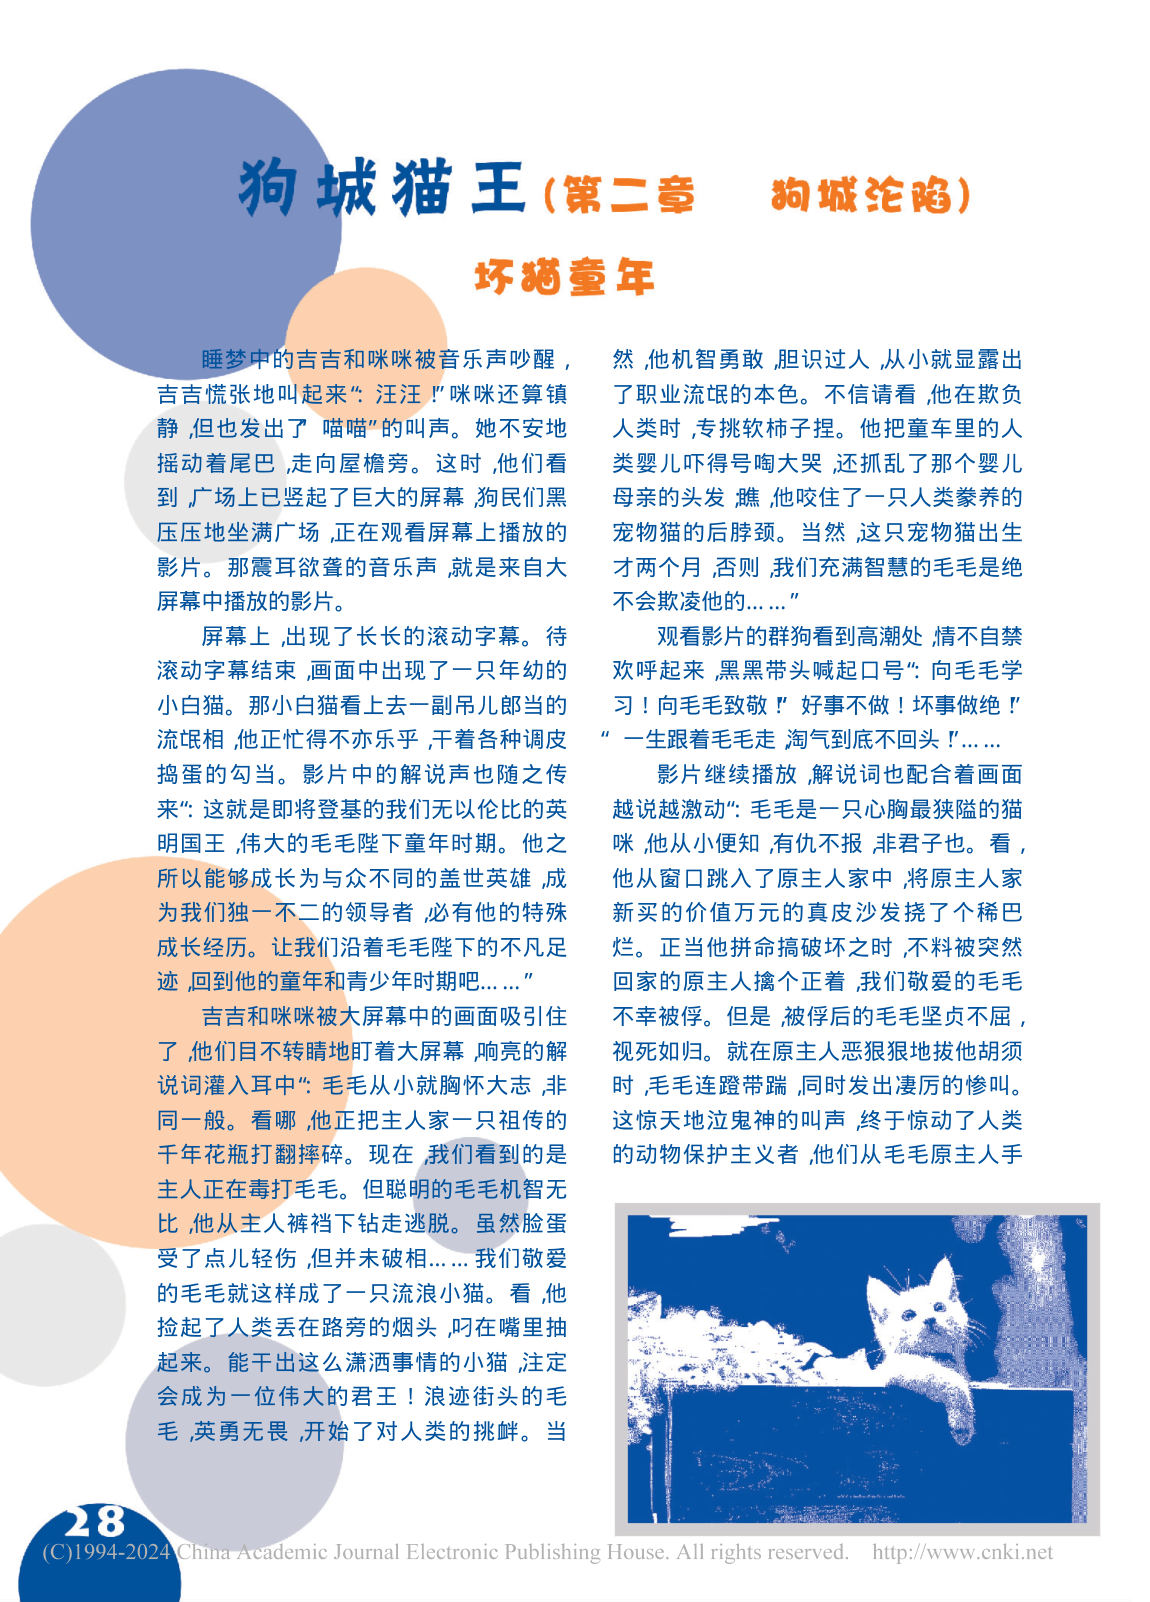 狗城猫王(第二章 狗城沦陷)
坏猫童年
睡梦中的吉吉和咪咪被音乐声吵醒,
吉吉慌张地叫起来:“汪汪!”咪咪还算镇
静,但也发出了“喵喵”的叫声。她不安地
摇动着尾巴,走向屋檐旁。这时,他们看
到,广场上已竖起了巨大的屏幕,狗民们黑
压压地坐满广场,正在观看屏幕上播放的
影片。那震耳欲聋的音乐声,就是来自大
屏幕中播放的影片。
屏幕上,出现了长长的滚动字幕。待
滚动字幕结束,画面中出现了一只年幼的
小白猫。那小白猫看上去一副吊儿郎当的
流氓相,他正忙得不亦乐乎,干着各种调皮
捣蛋的勾当。影片中的解说声也随之传
来:“这就是即将登基的我们无以伦比的英
明国王,伟大的毛毛陛下童年时期。他之
所以能够成长为与众不同的盖世英雄,成
为我们独一不二的领导者,必有他的特殊
成长经历。让我们沿着毛毛陛下的不凡足
迹,回到他的童年和青少年时期吧……”
吉吉和咪咪被大屏幕中的画面吸引住
了,他们目不转睛地盯着大屏幕,响亮的解
说词灌入耳中:“毛毛从小就胸怀大志,非
同一般。看哪,他正把主人家一只祖传的
千年花瓶打翻摔碎。现在,我们看到的是
主人正在毒打毛毛。但聪明的毛毛机智无
比,他从主人裤裆下钻走逃脱。虽然脸蛋
受了点儿轻伤,但并未破相……我们敬爱
的毛毛就这样成了一只流浪小猫。看,他
捡起了人类丢在路旁的烟头,叼在嘴里抽
起来。能干出这么潇洒事情的小猫,注定
会成为一位伟大的君王!浪迹街头的毛
毛,英勇无畏,开始了对人类的挑衅。当
然,他机智勇敢,胆识过人,从小就显露出
了职业流氓的本色。不信请看,他在欺负
人类时,专挑软柿子捏。他把童车里的人
类婴儿吓得号啕大哭,还抓乱了那个婴儿
母亲的头发;瞧,他咬住了一只人类豢养的
宠物猫的后脖颈。当然,这只宠物猫出生
才两个月,否则,我们充满智慧的毛毛是绝
不会欺凌他的……”
观看影片的群狗看到高潮处,情不自禁
欢呼起来,黑黑带头喊起口号:“向毛毛学
习!向毛毛致敬!”“好事不做!坏事做绝!”
“一生跟着毛毛走,淘气到底不回头!”……
影片继续播放,解说词也配合着画面
越说越激动:“毛毛是一只心胸最狭隘的猫
咪,他从小便知,有仇不报,非君子也。看,
他从窗口跳入了原主人家中,将原主人家
新买的价值万元的真皮沙发挠了个稀巴
烂。正当他拼命搞破坏之时,不料被突然
回家的原主人擒个正着,我们敬爱的毛毛
不幸被俘。但是,被俘后的毛毛坚贞不屈,
视死如归。就在原主人恶狠狠地拔他胡须
时,毛毛连蹬带踹,同时发出凄厉的惨叫。
这惊天地泣鬼神的叫声,终于惊动了人类
的动物保护主义者,他们从毛毛原主人手
28
(C)1994-2024 China Academic Journal Electronic Publishing House. All rights reserved. http://www.cnki.net